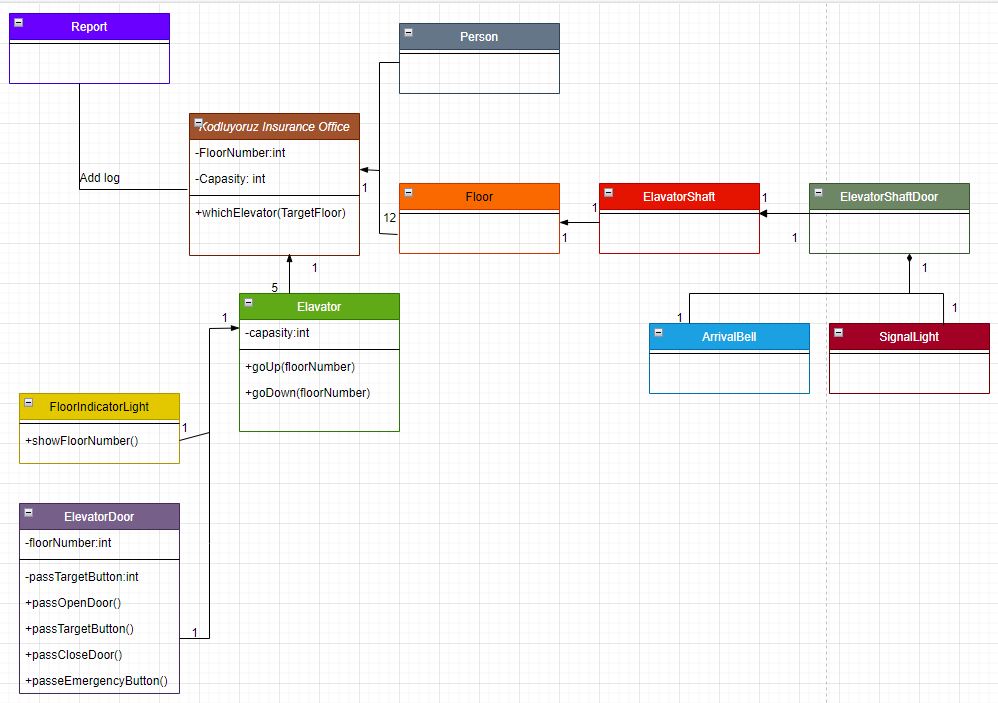 Report
Person
Kodluyoruz Insurance Office
-FloorNumber:int
-Capasity: int
+whichElevator(TargetFloor)
Add log
1
12
Floor
1
1
ElavatorShaft
1
1
ElevatorShaftDoor
1
1
1
ArrivalBell
SignalLight
1
5
1
Elavator
-capasity:int
+goUp(floorNumber)
+goDown(floorNumber)
FloorIndicatorLight
+showFloorNumber()
1
ElevatorDoor
-floorNumber:int
-passTargetButton:int
+passOpenDoor()
+passTargetButton()
+passCloseDoor()
+passeEmergencyButton()
1